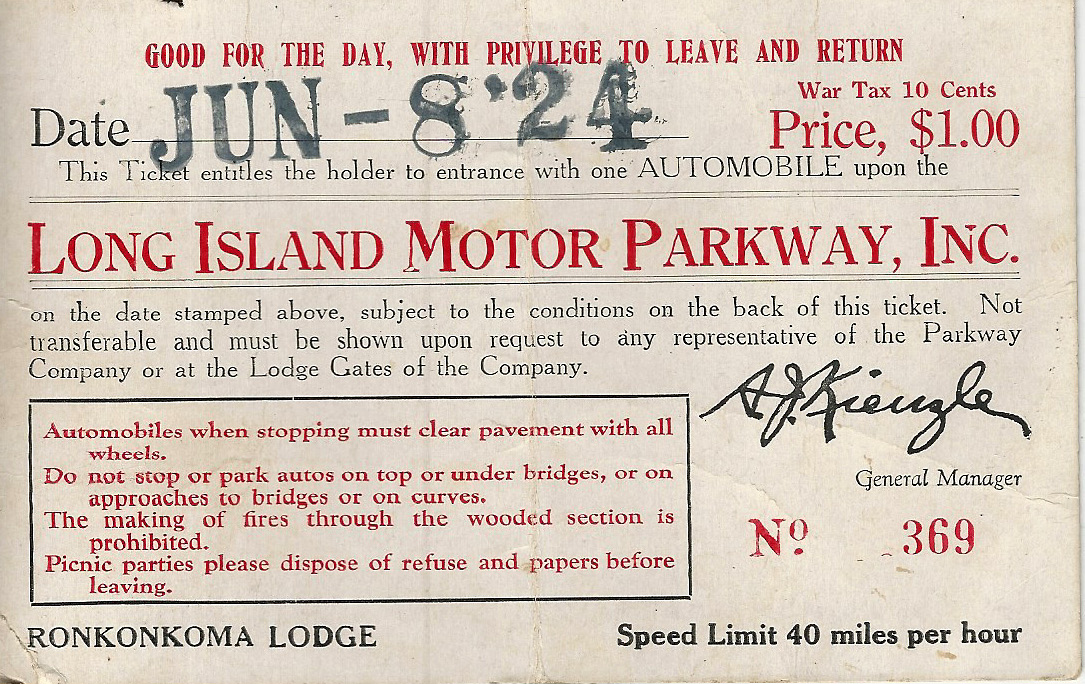 GOOD FOR THE DAY, WITH PRIVILEGE TO LEAVE AND RETURN
War Tax 10 Cents
Date JUN - 8 '24
Price, $1.00
This Ticket entitles the holder to entrance with one AUTOMOBILE upon the
LONG ISLAND MOTOR PARKWAY, INC.
on the date stamped above, subject to the conditions on the back of this ticket. Not
transferable and must be shown upon request to any representative of the Parkway
Company or at the Lodge Gates of the Company.
A.J. Kienzle
General Manager
Automobiles when stopping must clear pavement with all
wheels.
Do not stop or park autos on top or under bridges, or on
approaches to bridges or on curves.
The making of fires through the wooded section is
prohibited.
Picnic parties please dispose of refuse and papers before
leaving.
Nº 369
RONKONKOMA LODGE
Speed Limit 40 miles per hour